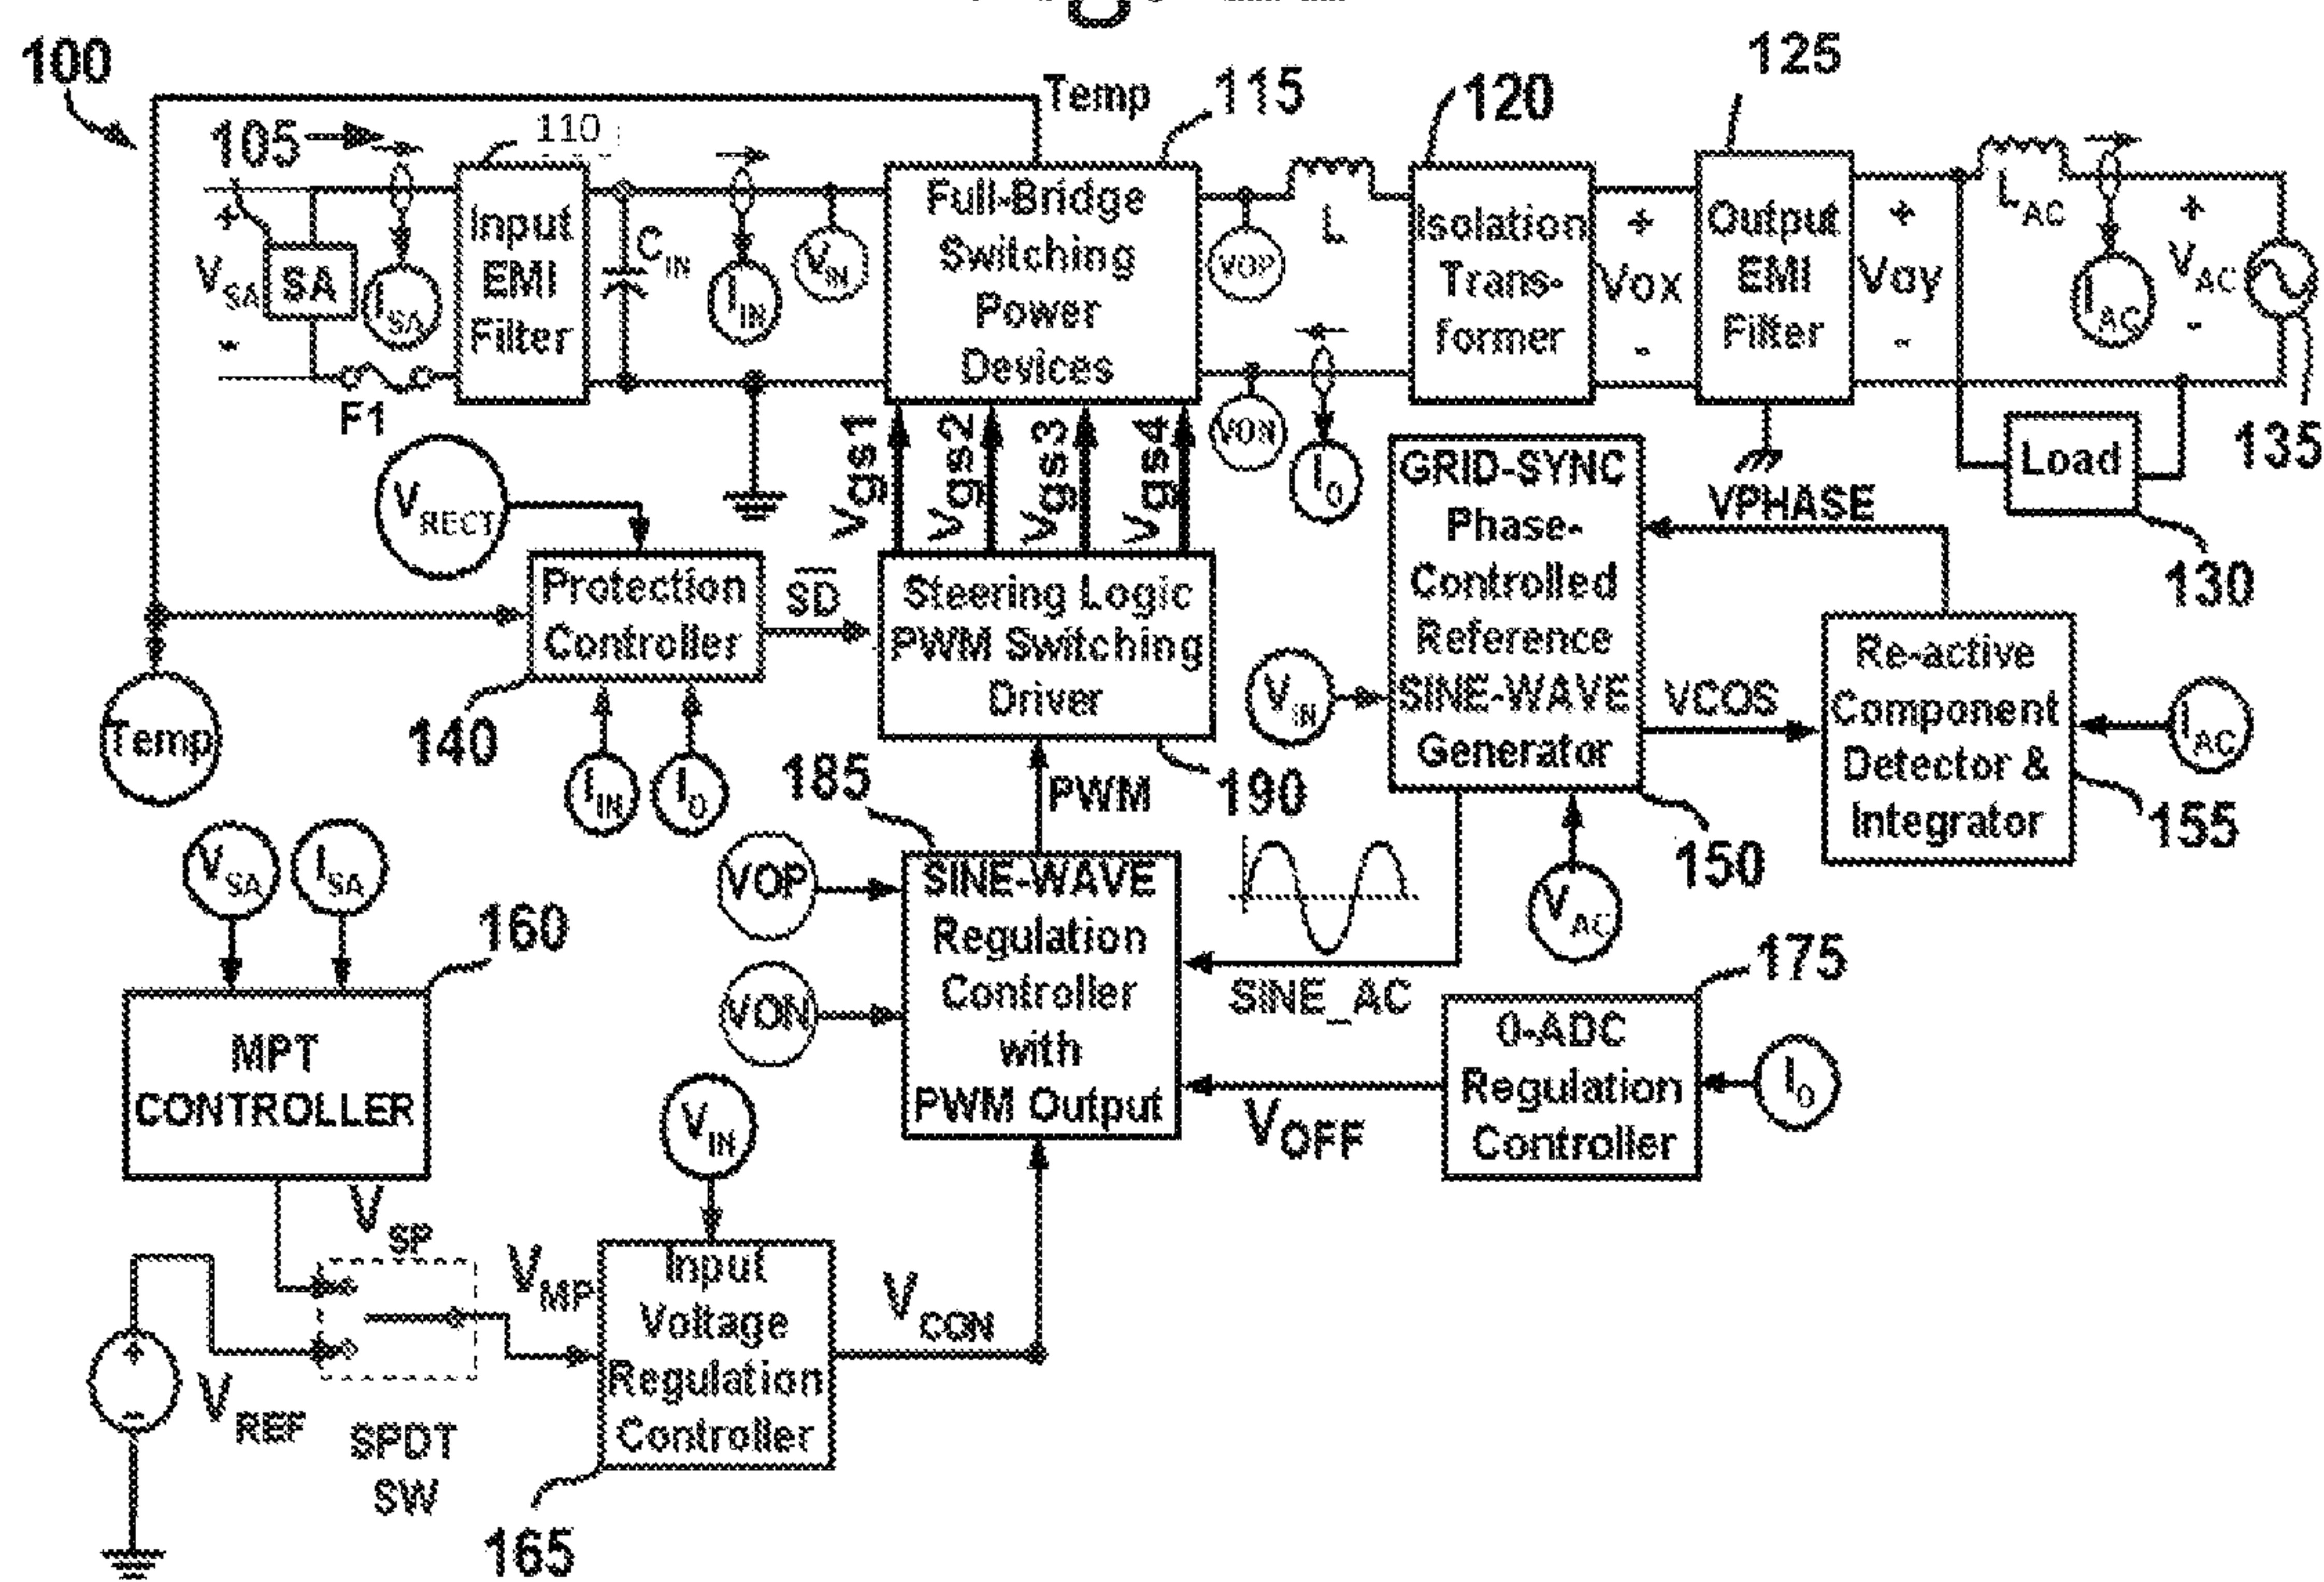 100
105
110
Temp
115
120
125
+
V_SA
-
SA
I_SA
F1
Input
EMI
Filter
C_IN
I_IN
V_IN
Full-Bridge
Switching
Power
Devices
VOP
VON
L
I_O
Isolation
Trans-
former
+
Vox
-
Output
EMI
Filter
+
Voy
-
L_AC
I_AC
+
V_AC
-
135
Load
130
V_RECT
Vgs1
Vgs2
Vgs3
Vgs4
Protection
Controller
140
SD
Steering Logic
PWM Switching
Driver
190
GRID-SYNC
Phase-
Controlled
Reference
SINE-WAVE
Generator
150
VPHASE
VCOS
Re-active
Component
Detector &
Integrator
155
I_AC
V_IN
V_AC
Temp
I_IN
I_O
V_SA
I_SA
160
MPT
CONTROLLER
185
PWM
VOP
VON
SINE-WAVE
Regulation
Controller
with
PWM Output
SINE_AC
V_OFF
175
0-ADC
Regulation
Controller
I_O
V_IN
V_SP
V_MP
V_REF
SPDT
SW
Input
Voltage
Regulation
Controller
165
V_CON